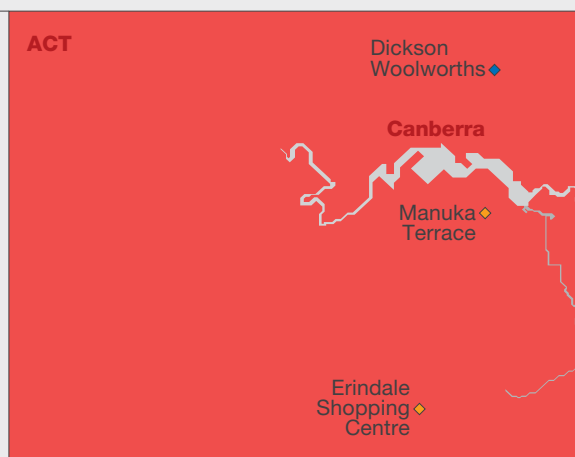 ACT
Dickson
Woolworths
Canberra
Manuka
Terrace
Erindale
Shopping
Centre